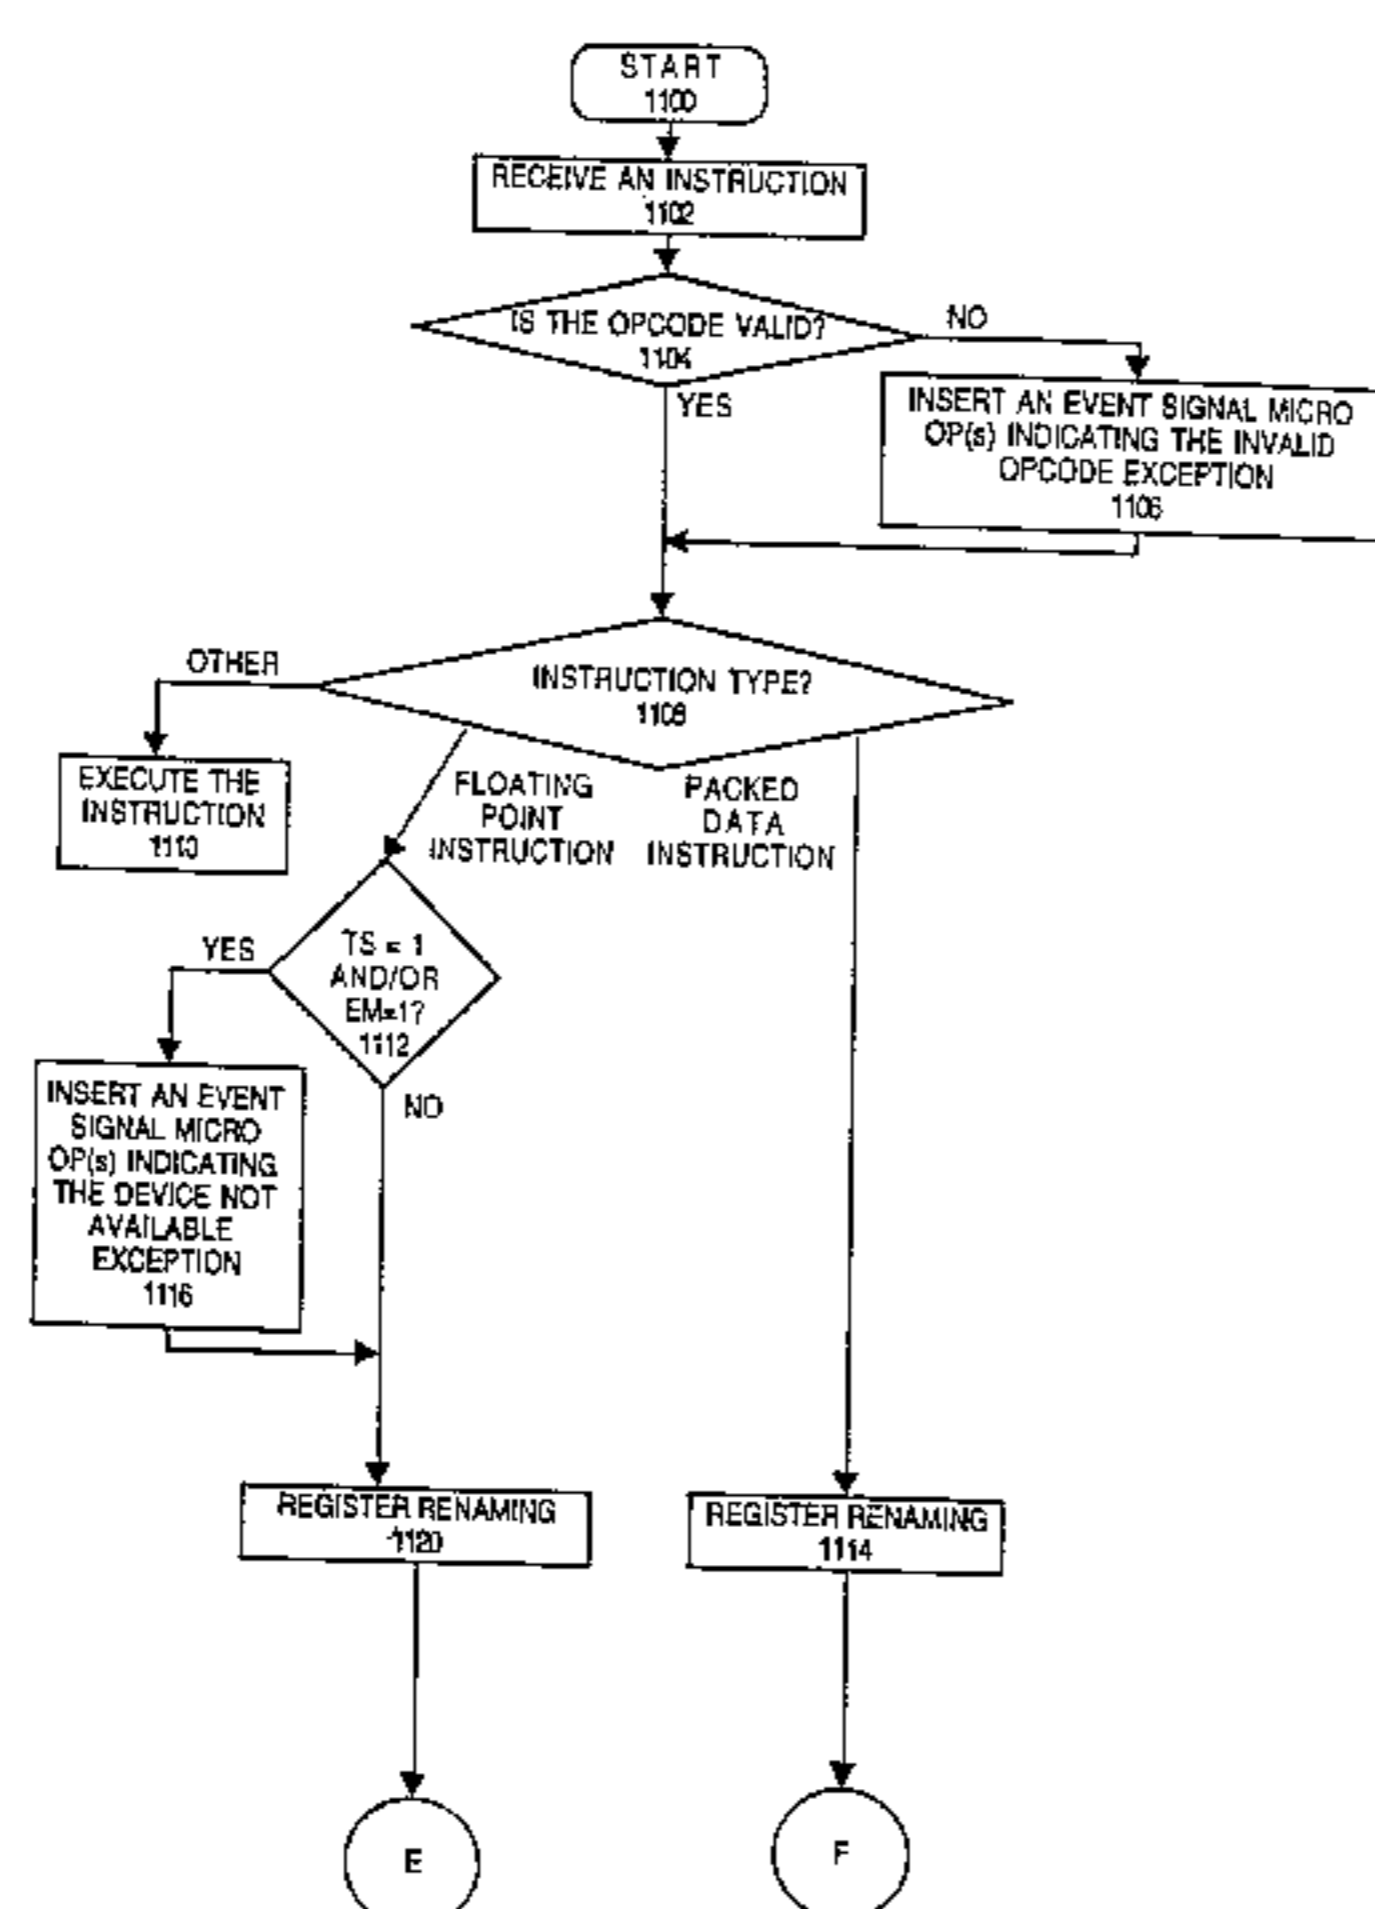 START
1100
RECEIVE AN INSTRUCTION
1102
IS THE OPCODE VALID?
1104
NO
YES
INSERT AN EVENT SIGNAL MICRO
OP(s) INDICATING THE INVALID
OPCODE EXCEPTION
1106
OTHER
INSTRUCTION TYPE?
1108
EXECUTE THE
INSTRUCTION
1110
FLOATING
POINT
INSTRUCTION
PACKED
DATA
INSTRUCTION
YES
TS = 1
AND/OR
EM=1?
1112
NO
INSERT AN EVENT
SIGNAL MICRO
OP(s) INDICATING
THE DEVICE NOT
AVAILABLE
EXCEPTION
1116
REGISTER RENAMING
1120
REGISTER RENAMING
1114
E
F